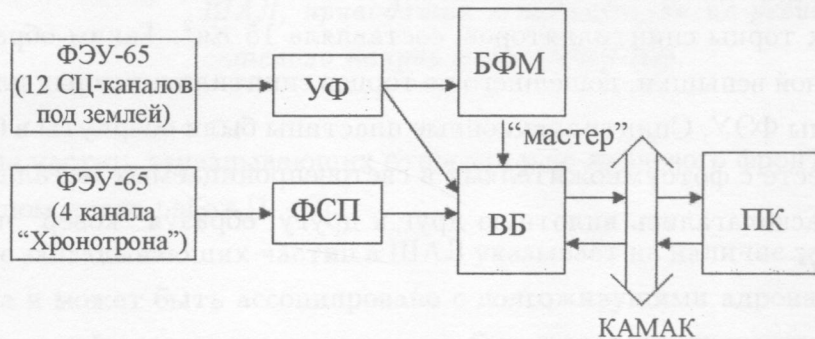 ФЭУ-65
(12 СЦ-каналов
под землей)
УФ
БФМ
“мастер”
ФЭУ-65
(4 канала
“Хронотрона„)
ФСП
ВБ
ПК
КАМАК